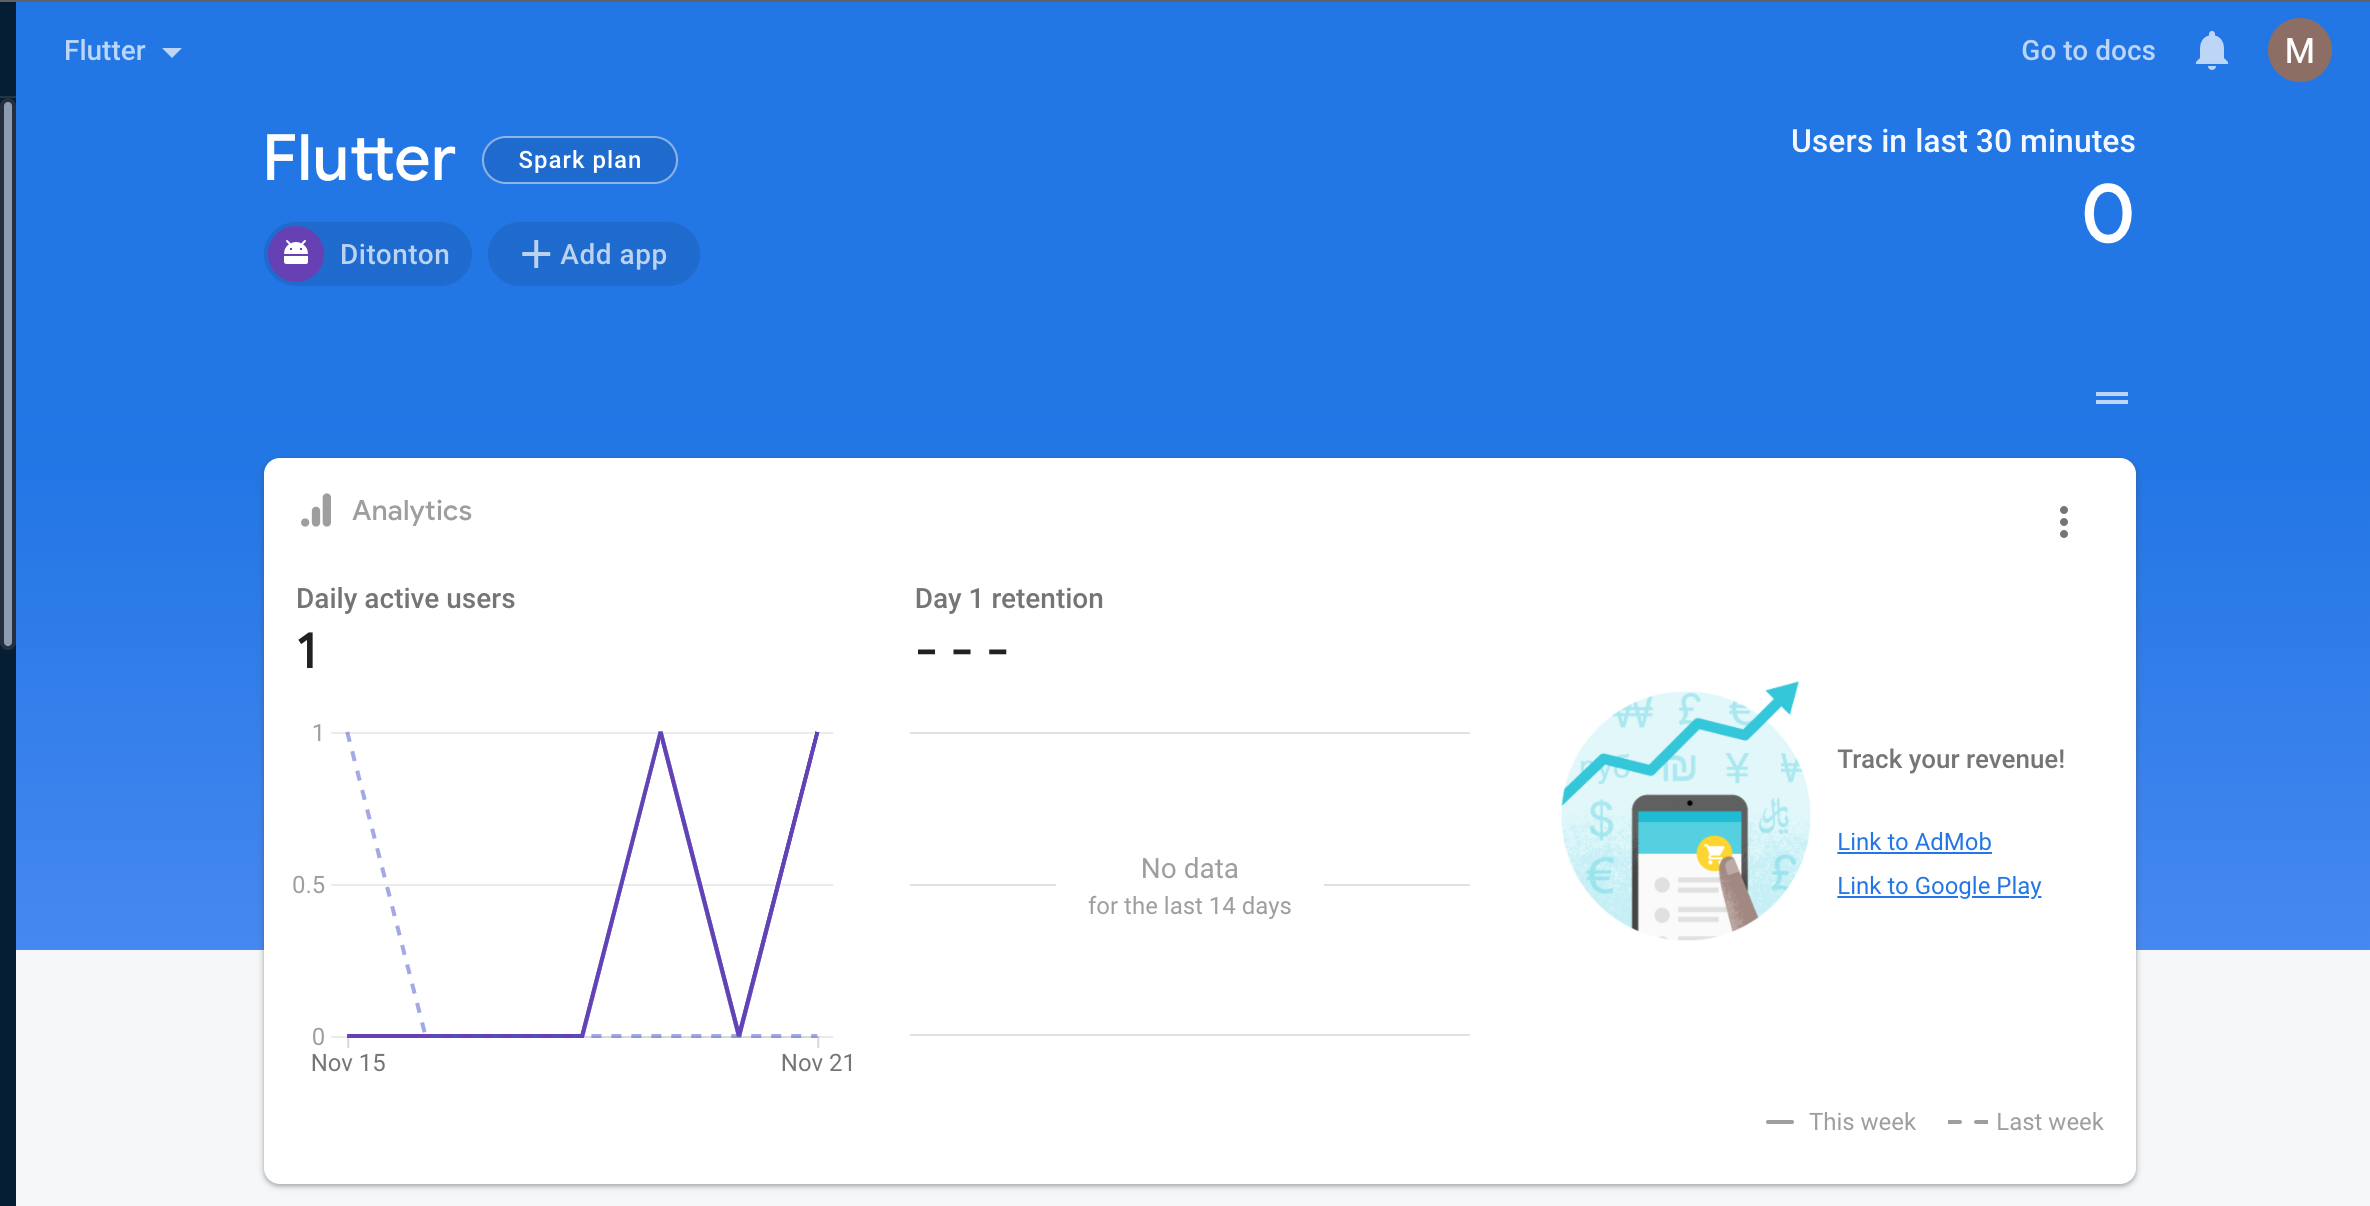 Flutter
Go to docs
M
Flutter
Spark plan
Users in last 30 minutes
0
Ditonton
Add app
Analytics
Daily active users
1
Day 1 retention
- - -
1
0.5
0
Nov 15
Nov 21
No data
for the last 14 days
Track your revenue!
Link to AdMob
Link to Google Play
This week
Last week